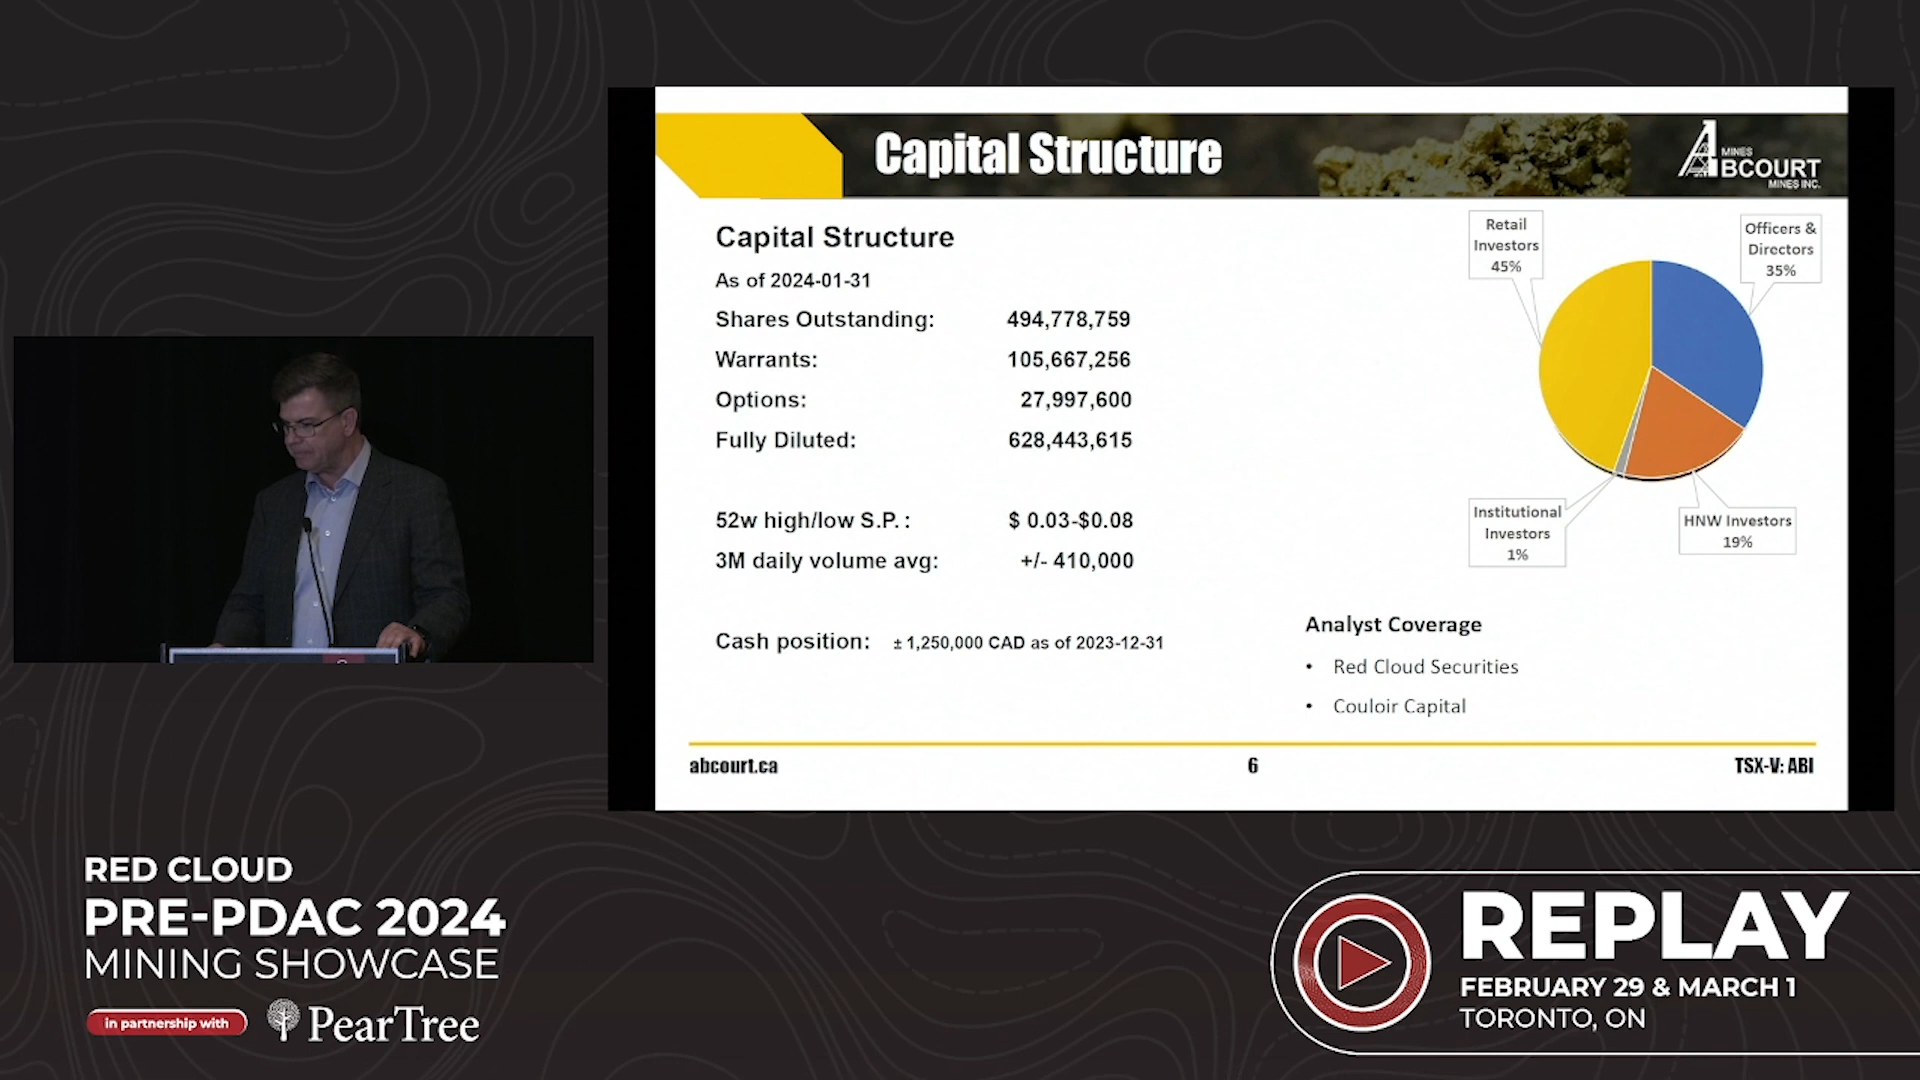 Capital Structure
MINES
ABCOURT
MINES INC.
Capital Structure
As of 2024-01-31
Shares Outstanding: 494,778,759
Warrants: 105,667,256
Options: 27,997,600
Fully Diluted: 628,443,615
52w high/low S.P. : $ 0.03-$0.08
3M daily volume avg: +/- 410,000
Cash position: ± 1,250,000 CAD as of 2023-12-31
Retail
Investors
45%
Officers &
Directors
35%
Institutional
Investors
1%
HNW Investors
19%
Analyst Coverage
• Red Cloud Securities
• Couloir Capital
abcourt.ca
6
TSX-V: ABI
RED CLOUD
PRE-PDAC 2024
MINING SHOWCASE
in partnership with
PearTree
REPLAY
FEBRUARY 29 & MARCH 1
TORONTO, ON